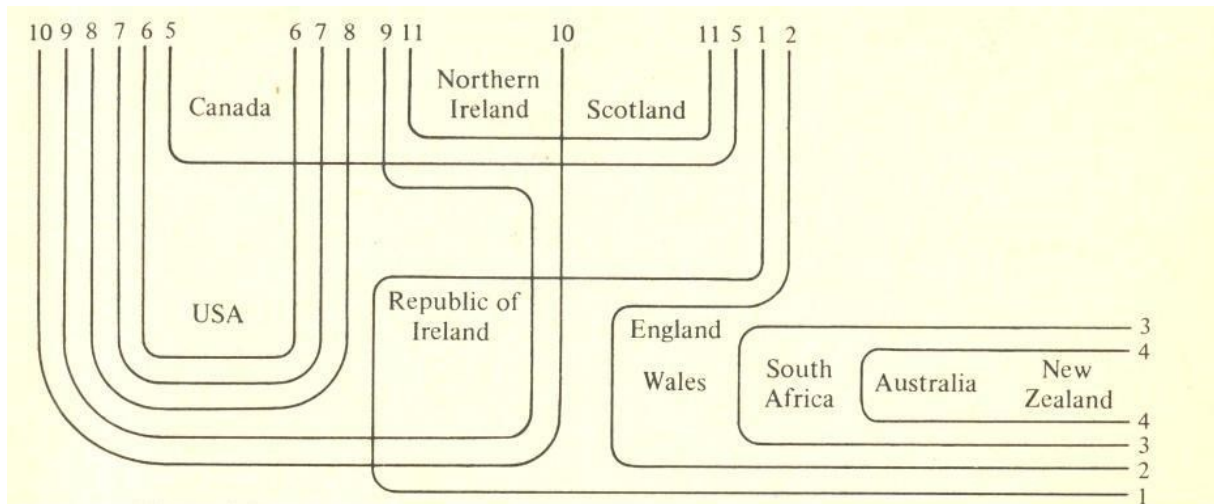 10 9 8 7 6 5 6 7 8 9 11 10 11 5 1 2
Northern
Ireland
Canada
Scotland
USA
Republic of
Ireland
England
Wales
South
Africa
Australia
New
Zealand
3
4
4
3
2
1